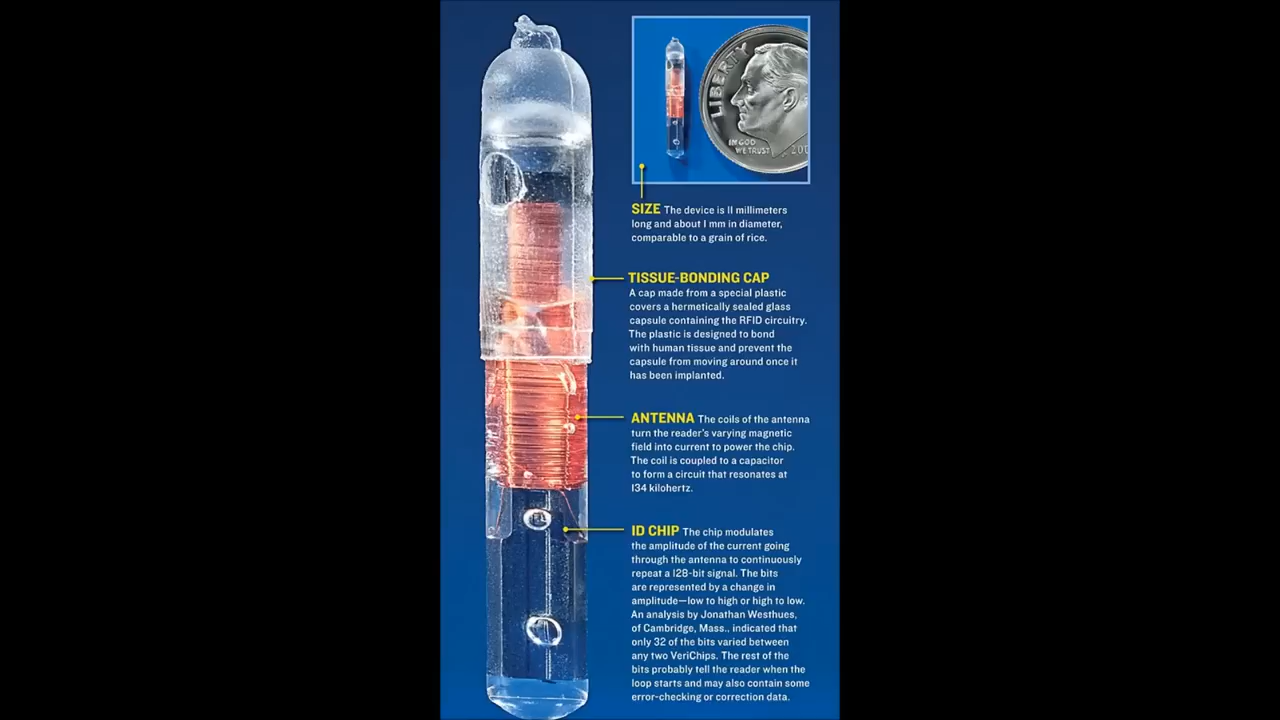 LIBERTY
IN GOD
WE TRUST
200
SIZE The device is 11 millimeters
long and about 1 mm in diameter,
comparable to a grain of rice.
TISSUE-BONDING CAP
A cap made from a special plastic
covers a hermetically sealed glass
capsule containing the RFID circuitry.
The plastic is designed to bond
with human tissue and prevent the
capsule from moving around once it
has been implanted.
ANTENNA The coils of the antenna
turn the reader's varying magnetic
field into current to power the chip.
The coil is coupled to a capacitor
to form a circuit that resonates at
134 kilohertz.
ID CHIP The chip modulates
the amplitude of the current going
through the antenna to continuously
repeat a 128-bit signal. The bits
are represented by a change in
amplitude—low to high or high to low.
An analysis by Jonathan Westhues,
of Cambridge, Mass., indicated that
only 32 of the bits varied between
any two VeriChips. The rest of the
bits probably tell the reader when the
loop starts and may also contain some
error-checking or correction data.